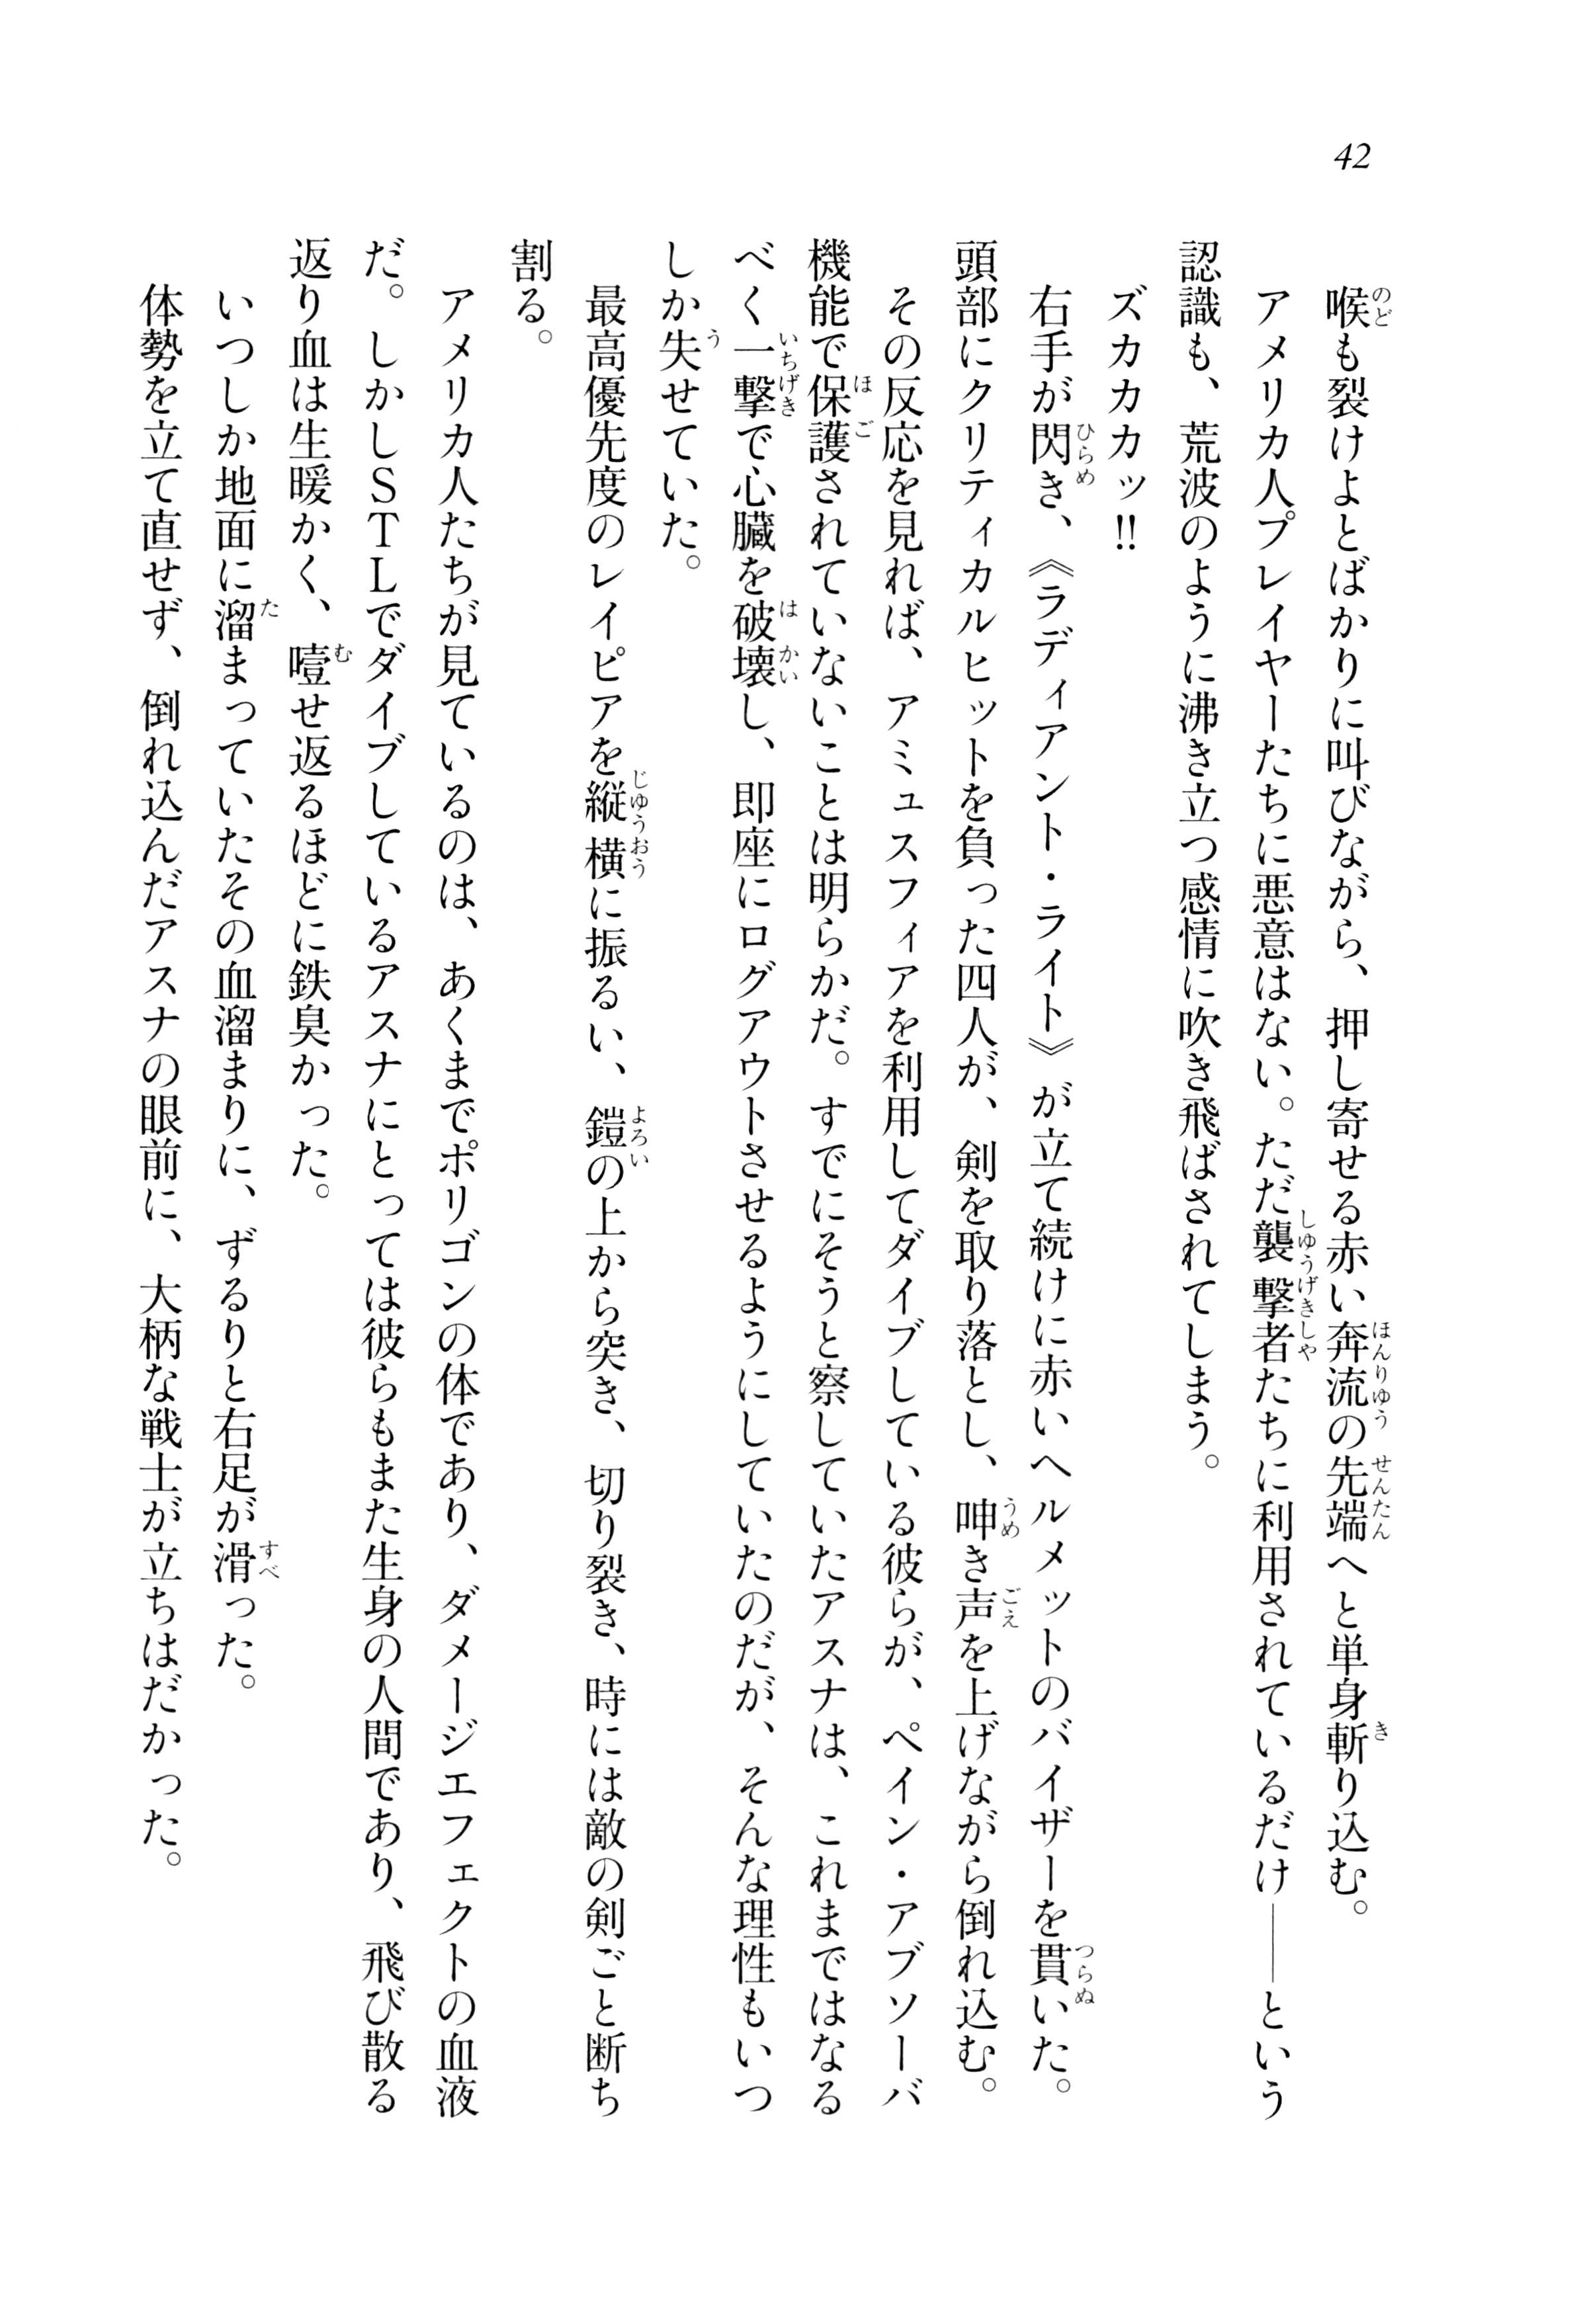 42
喉も裂けよとばかりに叫びながら、押し寄せる赤い奔流の先端へと単身斬り込む。
アメリカ人プレイヤーたちに悪意はない。ただ襲撃者たちに利用されているだけ――という
認識も、荒波のように沸き立つ感情に吹き飛ばされてしまう。
ズカカカッ!!
右手が閃き、《ラディアント・ライト》が立て続けに赤いヘルメットのバイザーを貫いた。
頭部にクリティカルヒットを負った四人が、剣を取り落とし、呻き声を上げながら倒れ込む。
その反応を見れば、アミュスフィアを利用してダイブしている彼らが、ペイン・アブソーバ
機能で保護されていないことは明らかだ。すでにそうと察していたアスナは、これまではなる
べく一撃で心臓を破壊し、即座にログアウトさせるようにしていたのだが、そんな理性もいつ
しか失せていた。
最高優先度のレイピアを縦横に振るい、鎧の上から突き、切り裂き、時には敵の剣ごと断ち
割る。
アメリカ人たちが見ているのは、あくまでポリゴンの体であり、ダメージエフェクトの血液
だ。しかしSTLでダイブしているアスナにとっては彼らもまた生身の人間であり、飛び散る
返り血は生暖かく、噎せ返るほどに鉄臭かった。
いつしか地面に溜まっていたその血溜まりに、ずるりと右足が滑った。
体勢を立て直せず、倒れ込んだアスナの眼前に、大柄な戦士が立ちはだかった。